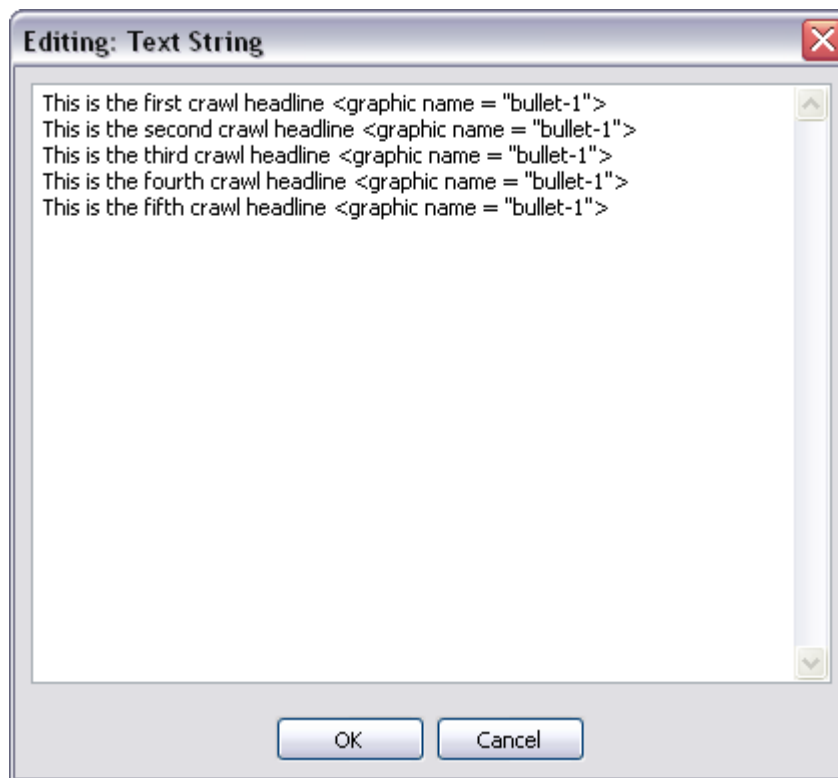 Editing: Text String
This is the first crawl headline <graphic name = "bullet-1">
This is the second crawl headline <graphic name = "bullet-1">
This is the third crawl headline <graphic name = "bullet-1">
This is the fourth crawl headline <graphic name = "bullet-1">
This is the fifth crawl headline <graphic name = "bullet-1">
OK Cancel